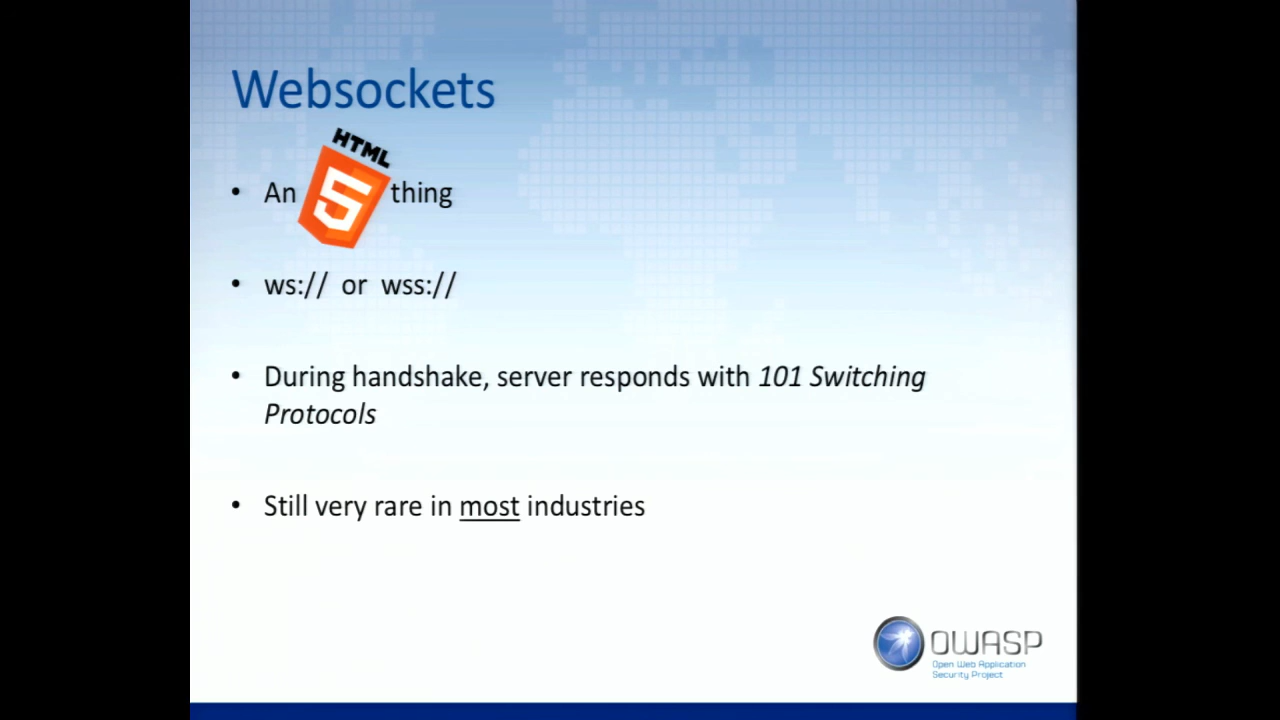 Websockets
HTML
• An 5 thing
• ws:// or wss://
• During handshake, server responds with 101 Switching
Protocols
• Still very rare in most industries
OWASP
Open Web Application
Security Project